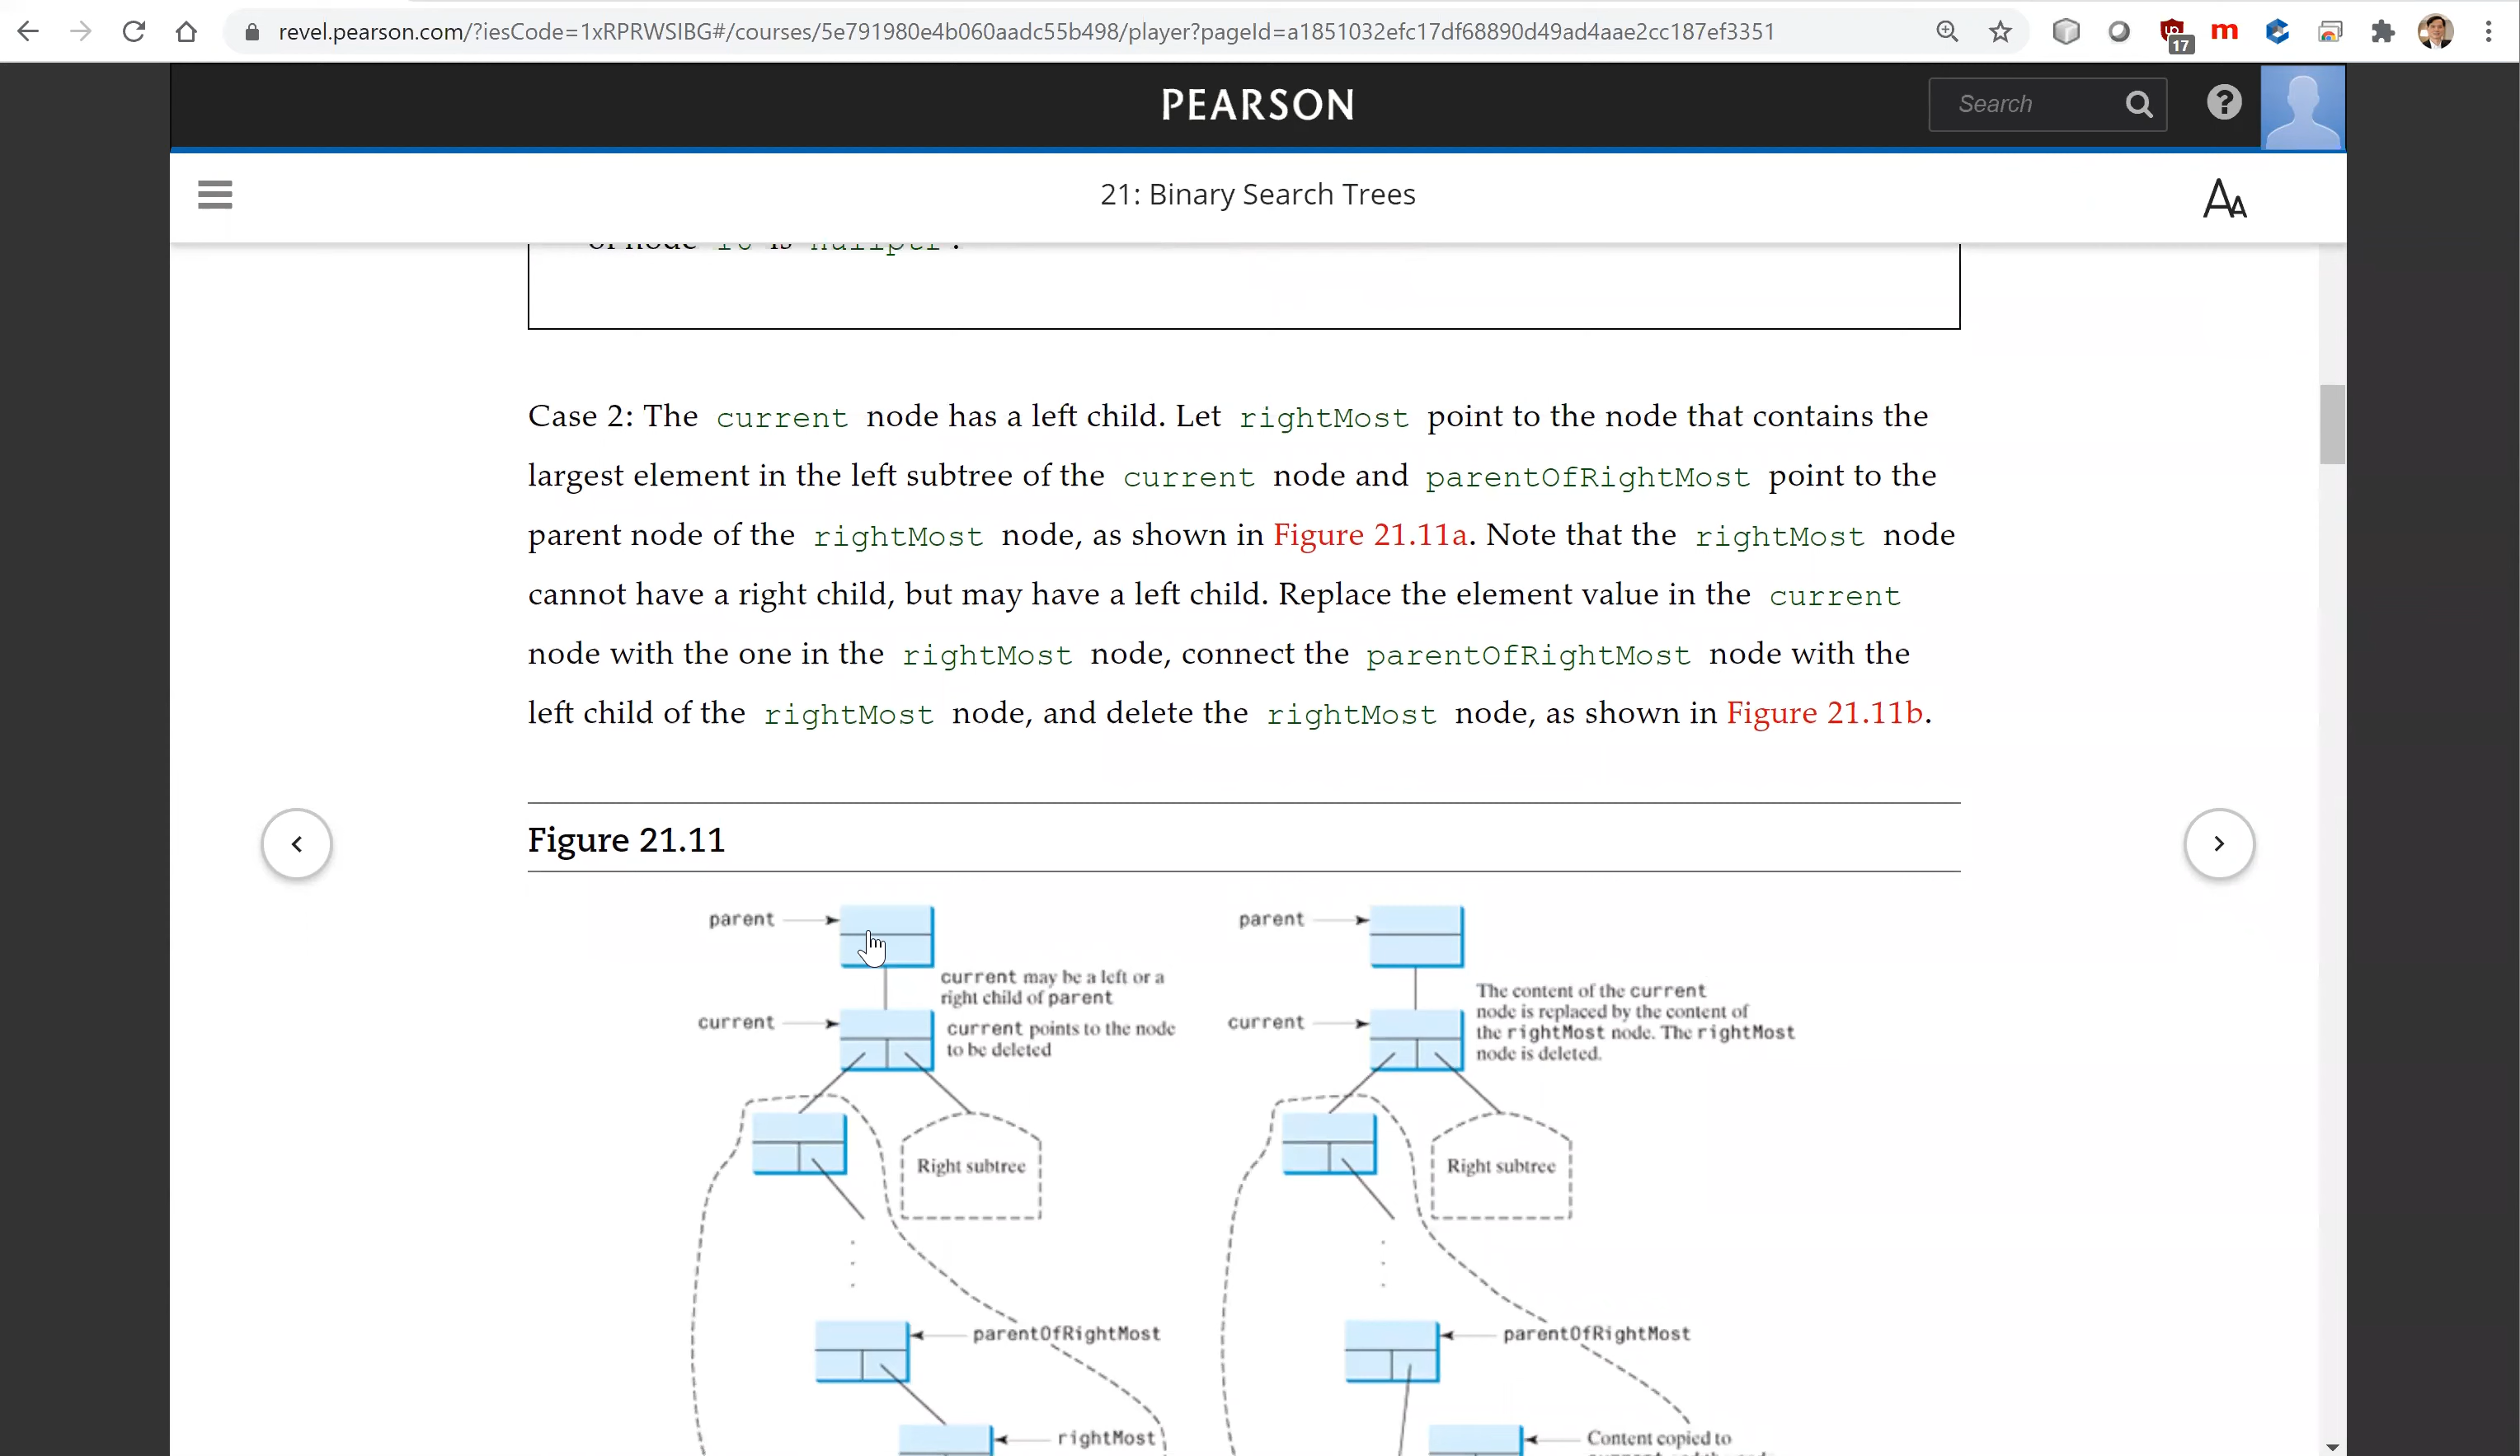 revel.pearson.com/?iesCode=1xRPRWSIBG#/courses/5e791980e4b060aadc55b498/player?pageId=a1851032efc17df68890d49ad4aae2cc187ef3351
17
m
PEARSON
Search
?
21: Binary Search Trees
AA
of node 10 is nullptr .
Case 2: The current node has a left child. Let rightMost point to the node that contains the
largest element in the left subtree of the current node and parentOfRightMost point to the
parent node of the rightMost node, as shown in Figure 21.11a. Note that the rightMost node
cannot have a right child, but may have a left child. Replace the element value in the current
node with the one in the rightMost node, connect the parentOfRightMost node with the
left child of the rightMost node, and delete the rightMost node, as shown in Figure 21.11b.
Figure 21.11
parent
current may be a left or a
right child of parent
current
current points to the node
to be deleted
Right subtree
parentOfRightMost
rightMost
parent
The content of the current
node is replaced by the content of
the rightMost node. The rightMost
node is deleted.
current
Right subtree
parentOfRightMost
Content copied to